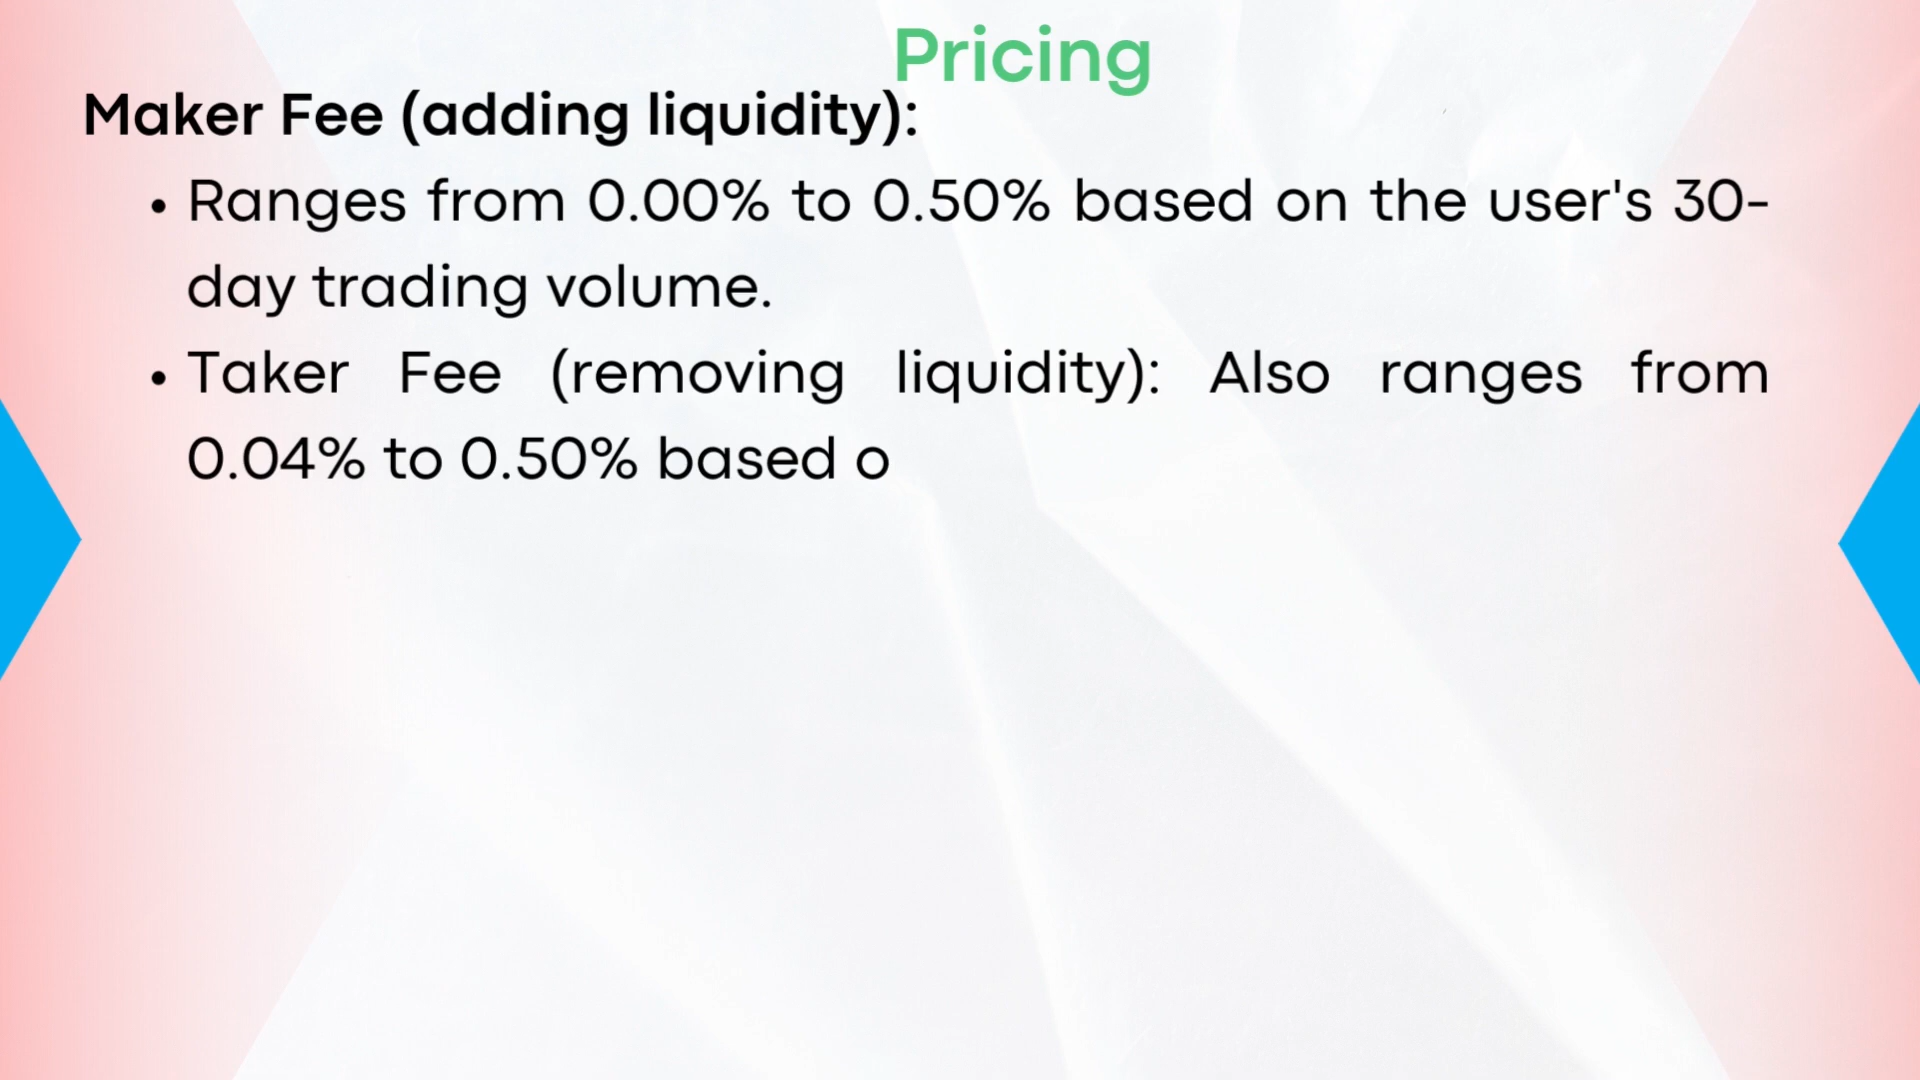 Pricing
Maker Fee (adding liquidity):
• Ranges from 0.00% to 0.50% based on the user's 30-
day trading volume.
• Taker Fee (removing liquidity): Also ranges from
0.04% to 0.50% based o